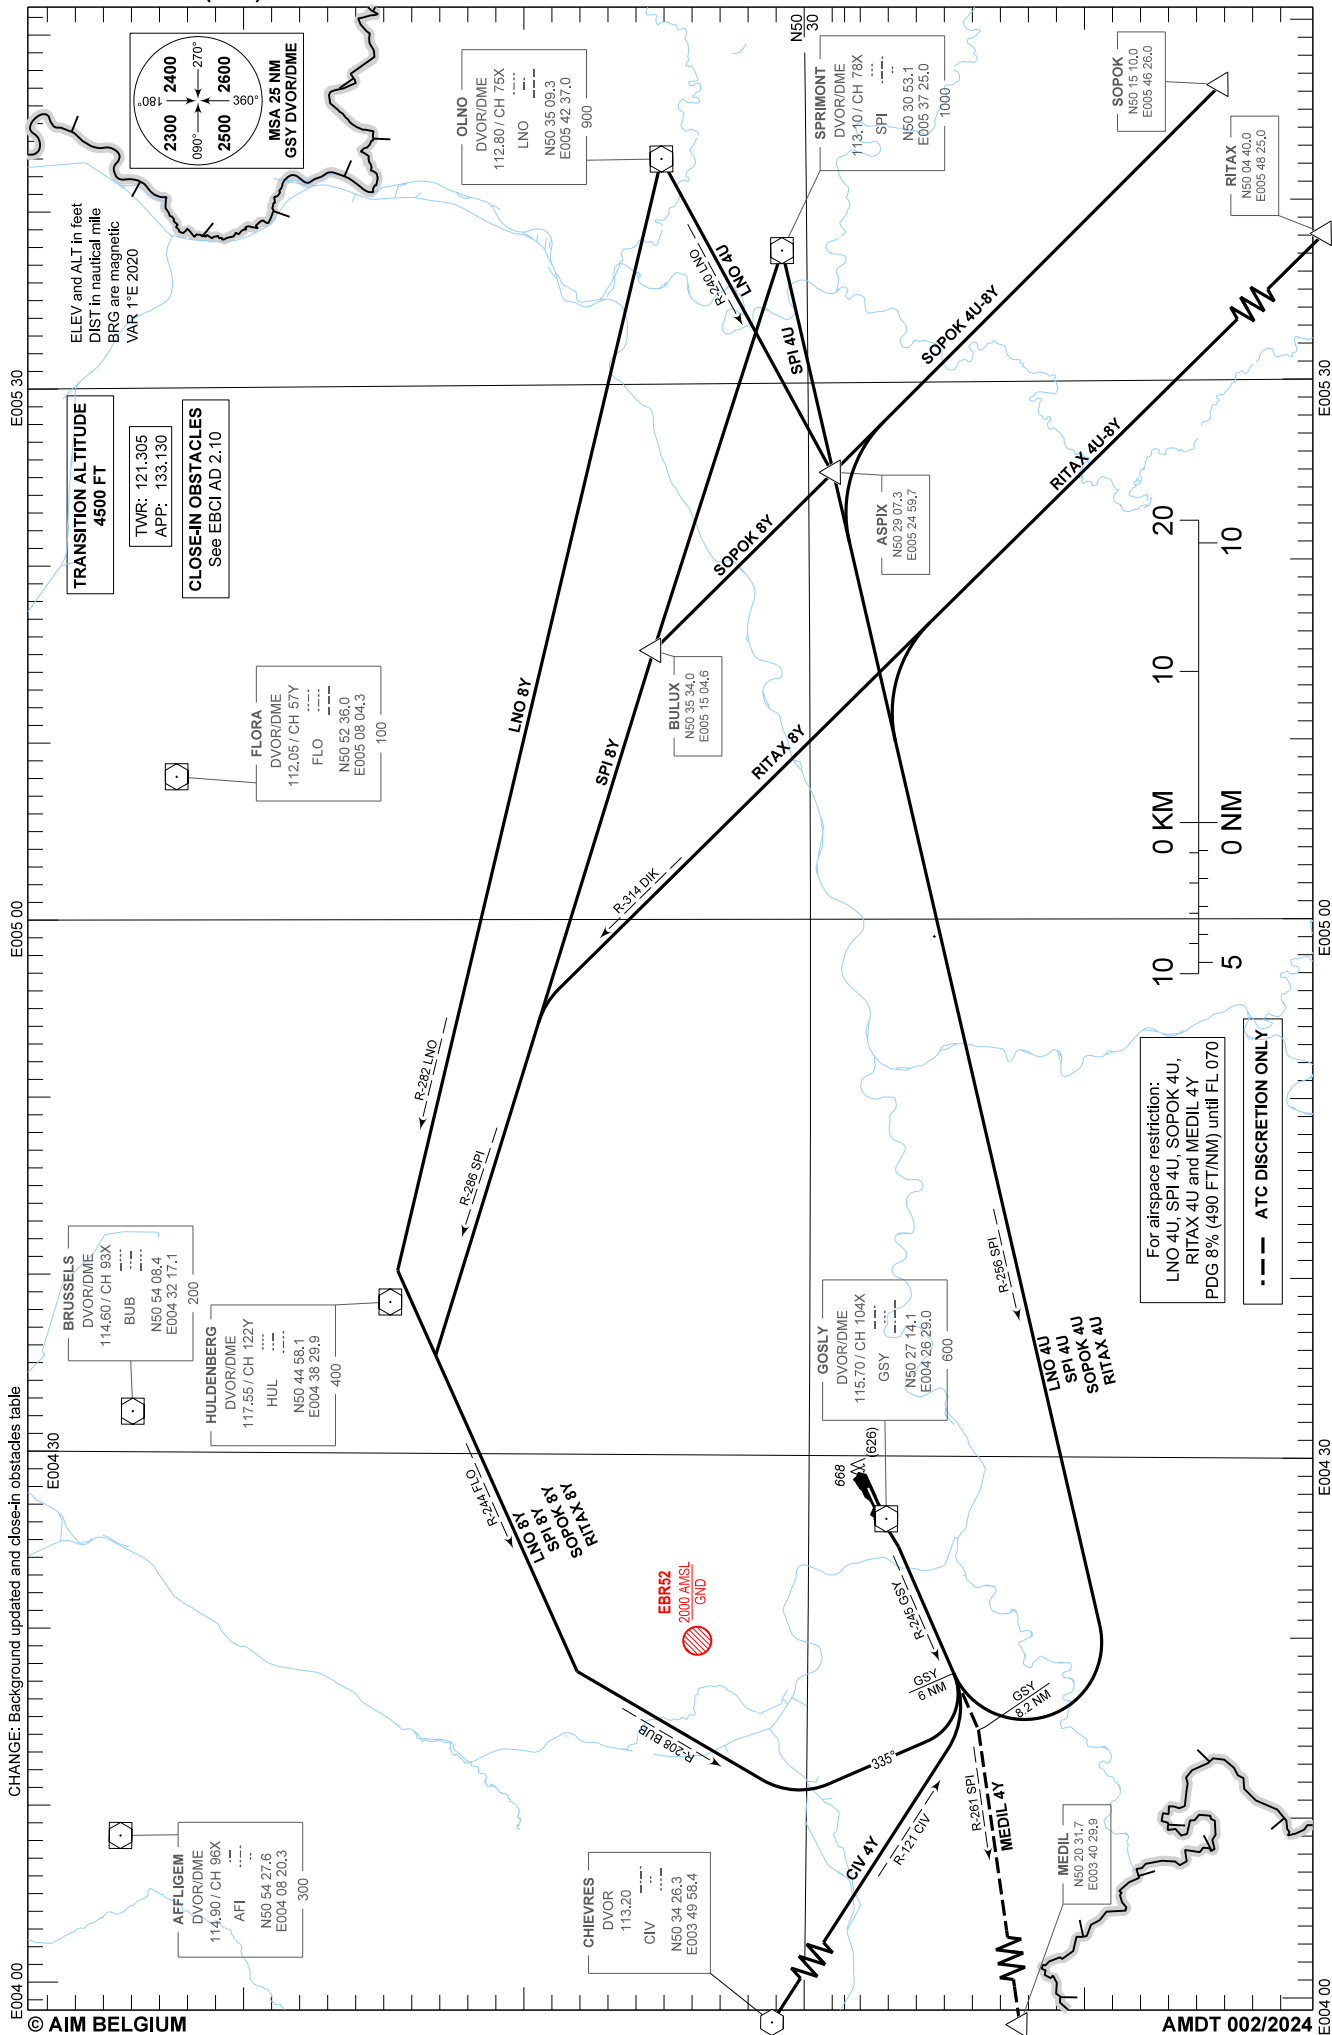 CHANGE: Background updated and close-in obstacles table
E004 00
E004 30
E005 00
E005 30
AFFLIGEM
DVOR/DME
114.90 / CH 96X
AFI
N50 54 27.6
E004 08 20.3
300
BRUSSELS
DVOR/DME
114.60 / CH 93X
BUB
N50 54 08.4
E004 32 17.1
200
HULDENBERG
DVOR/DME
117.55 / CH 122Y
HUL
N50 44 58.1
E004 38 29.9
400
FLORA
DVOR/DME
112.05 / CH 57Y
FLO
N50 52 36.0
E005 08 04.3
100
TRANSITION ALTITUDE
4500 FT
TWR: 121.305
APP: 133.130
CLOSE-IN OBSTACLES
See EBCI AD 2.10
ELEV and ALT in feet
DIST in nautical mile
BRG are magnetic
VAR 1°E 2020
180°
2300
2400
090°
270°
2500
2600
360°
MSA 25 NM
GSY DVOR/DME
OLNO
DVOR/DME
112.80 / CH 75X
LNO
N50 35 09.3
E005 42 37.0
900
N50
30
SPRIMONT
DVOR/DME
113.10 / CH 78X
SPI
N50 30 53.1
E005 37 25.0
1000
SOPOK
N50 15 10.0
E005 46 26.0
RITAX
N50 04 40.0
E005 48 25.0
BULUX
N50 35 34.0
E005 15 04.6
ASPIX
N50 29 07.3
E005 24 59.7
LNO 8Y
SPI 8Y
RITAX 8Y
SOPOK 8Y
R-240 LNO
LNO 4U
SPI 4U
SOPOK 4U-8Y
RITAX 4U-8Y
R-314 DIK
R-282 LNO
R-286 SPI
R-244 FLO
LNO 8Y
SPI 8Y
SOPOK 8Y
RITAX 8Y
EBR52
2000 AMSL
GND
R-208 BUB
335°
CHIEVRES
DVOR
113.20
CIV
N50 34 26.3
E003 49 58.4
CIV 4Y
R-121 CIV
R-261 SPI
MEDIL 4Y
MEDIL
N50 20 31.7
E003 40 29.9
GSY
6 NM
GSY
8.2 NM
R-245 GSY
GOSLY
DVOR/DME
115.70 / CH 104X
GSY
N50 27 14.1
E004 26 29.0
600
668
(626)
R-256 SPI
LNO 4U
SPI 4U
SOPOK 4U
RITAX 4U
For airspace restriction:
LNO 4U, SPI 4U, SOPOK 4U,
RITAX 4U and MEDIL 4Y
PDG 8% (490 FT/NM) until FL 070
ATC DISCRETION ONLY
10 0 KM 10 20
5 0 NM 10
E004 00
E004 30
E005 00
E005 30
© AIM BELGIUM
AMDT 002/2024